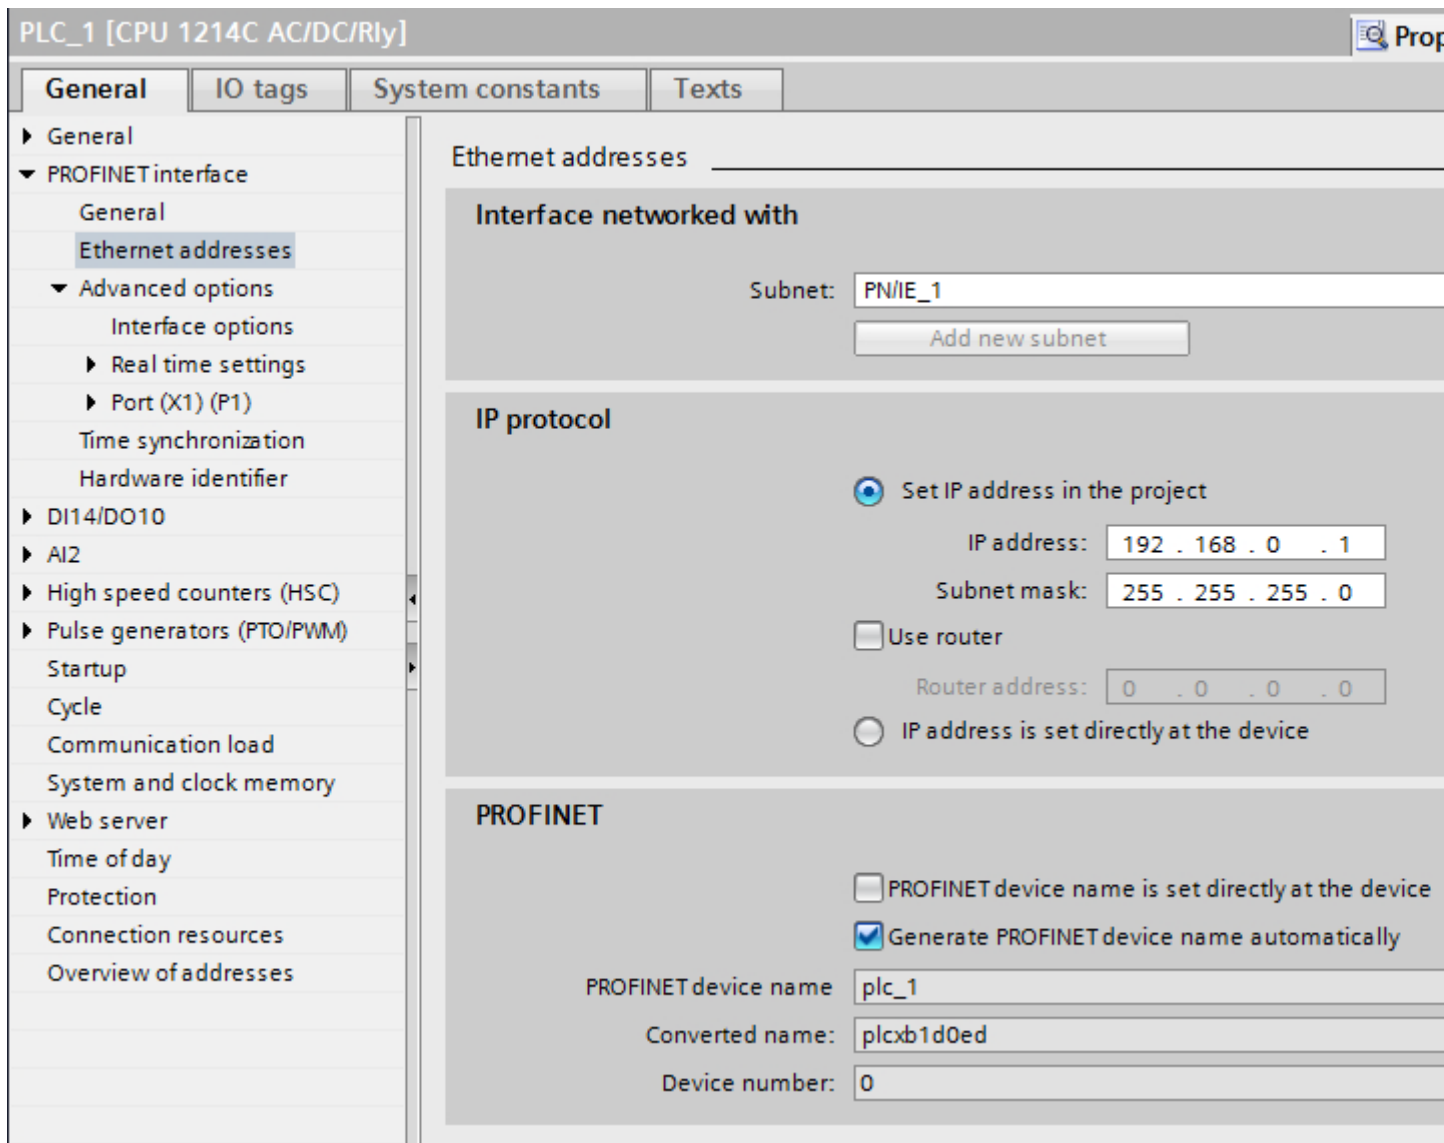 PLC_1 [CPU 1214C AC/DC/Rly]
Prop
General IO tags System constants Texts
General
PROFINET interface
General
Ethernet addresses
Advanced options
Interface options
Real time settings
Port (X1) (P1)
Time synchronization
Hardware identifier
DI14/DO10
AI2
High speed counters (HSC)
Pulse generators (PTO/PWM)
Startup
Cycle
Communication load
System and clock memory
Web server
Time of day
Protection
Connection resources
Overview of addresses
Ethernet addresses
Interface networked with
Subnet: PN/IE_1
Add new subnet
IP protocol
Set IP address in the project
IP address: 192 . 168 . 0 . 1
Subnet mask: 255 . 255 . 255 . 0
Use router
Router address: 0 . 0 . 0 . 0
IP address is set directly at the device
PROFINET
PROFINET device name is set directly at the device
Generate PROFINET device name automatically
PROFINET device name plc_1
Converted name: plcxb1d0ed
Device number: 0